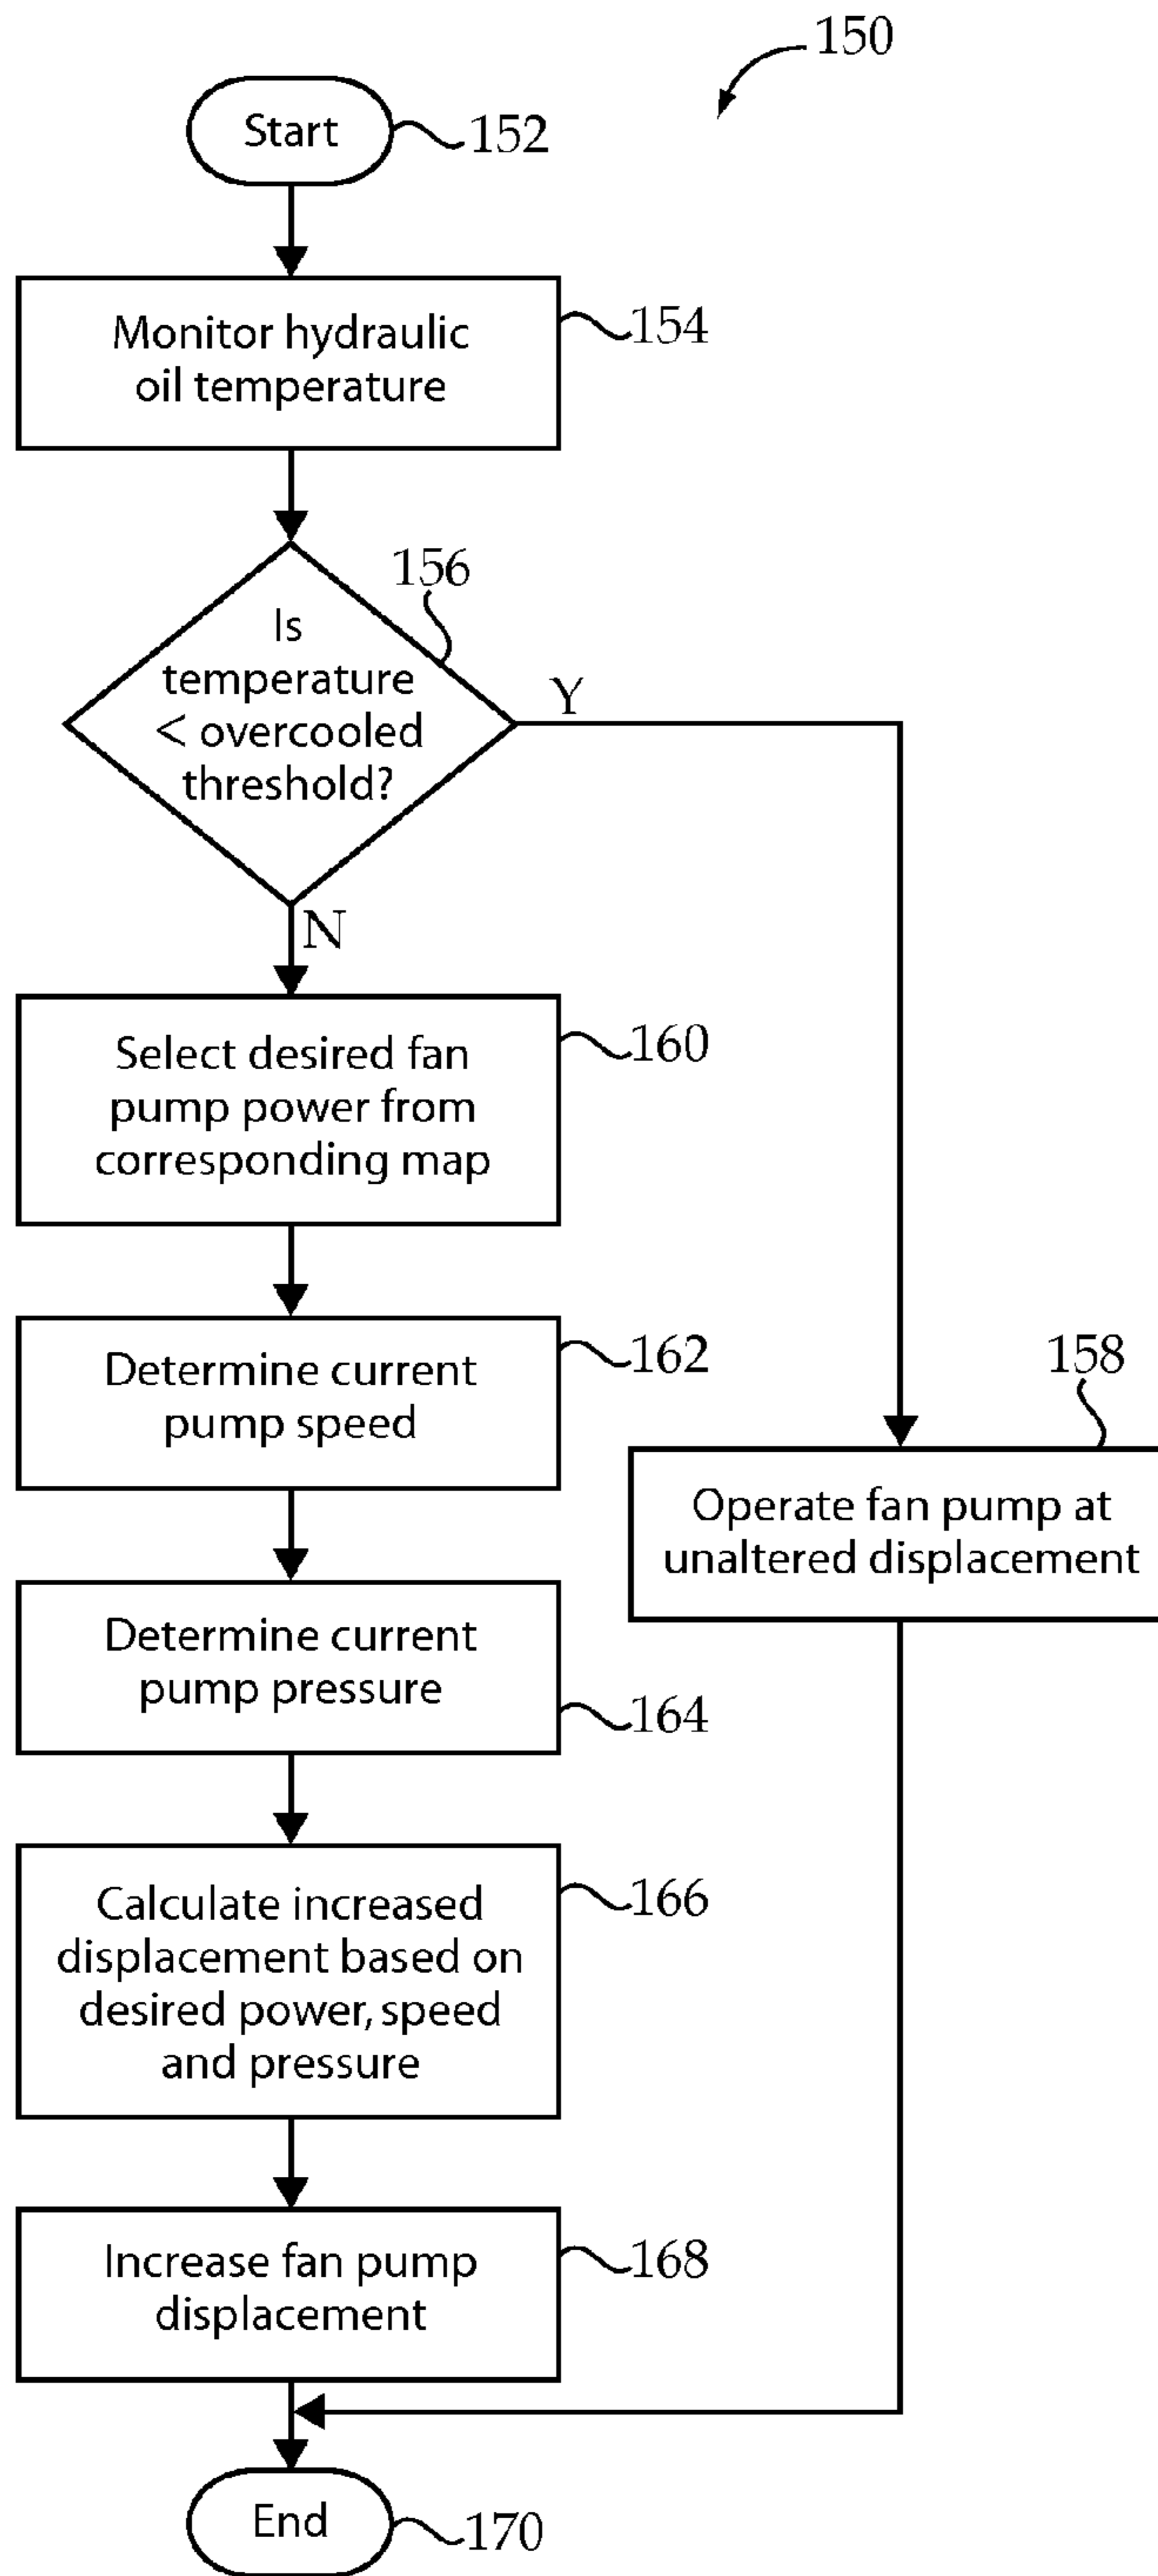 150
Start
152
Monitor hydraulic
oil temperature
154
156
Is
temperature
< overcooled
threshold?
Y
N
Select desired fan
pump power from
corresponding map
160
Determine current
pump speed
162
158
Operate fan pump at
unaltered displacement
Determine current
pump pressure
164
Calculate increased
displacement based on
desired power, speed
and pressure
166
Increase fan pump
displacement
168
End
170